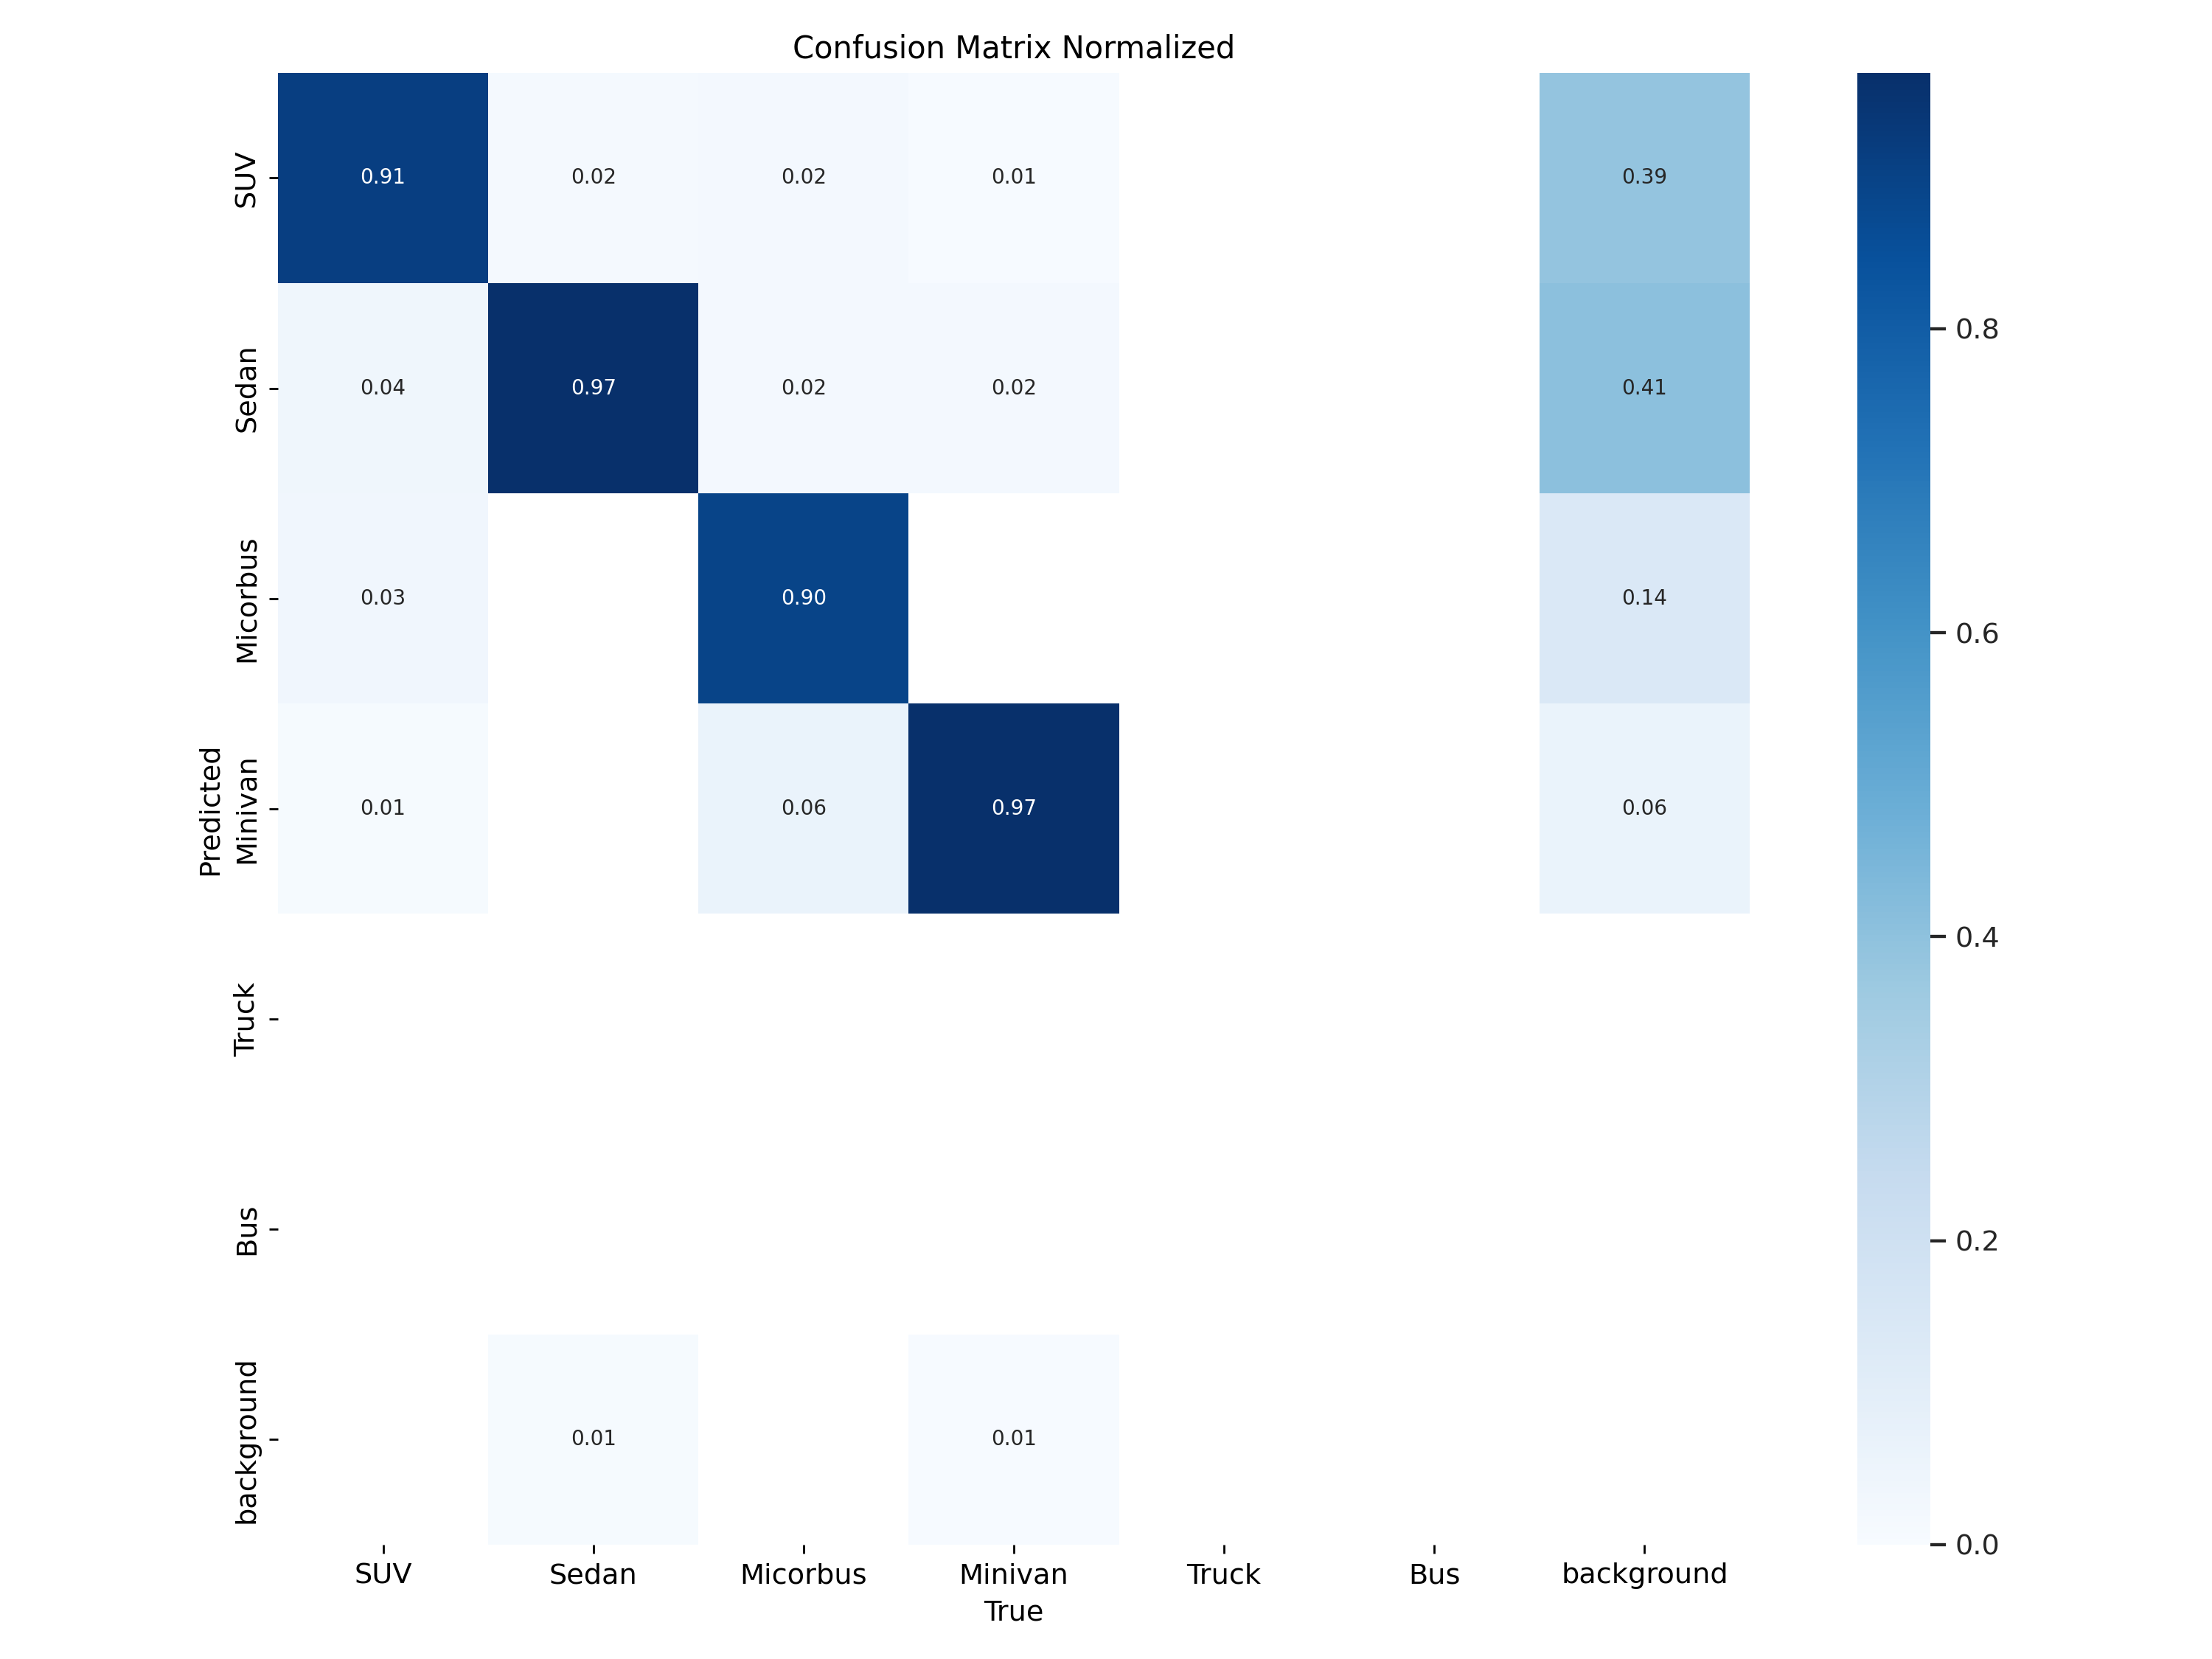 Confusion Matrix Normalized
SUV
0.91
0.02
0.02
0.01
0.39
Sedan
0.04
0.97
0.02
0.02
0.41
Micorbus
0.03
0.90
0.14
Predicted
Minivan
0.01
0.06
0.97
0.06
Truck
Bus
background
0.01
0.01
SUV
Sedan
Micorbus
Minivan
Truck
Bus
background
True
0.8
0.6
0.4
0.2
0.0